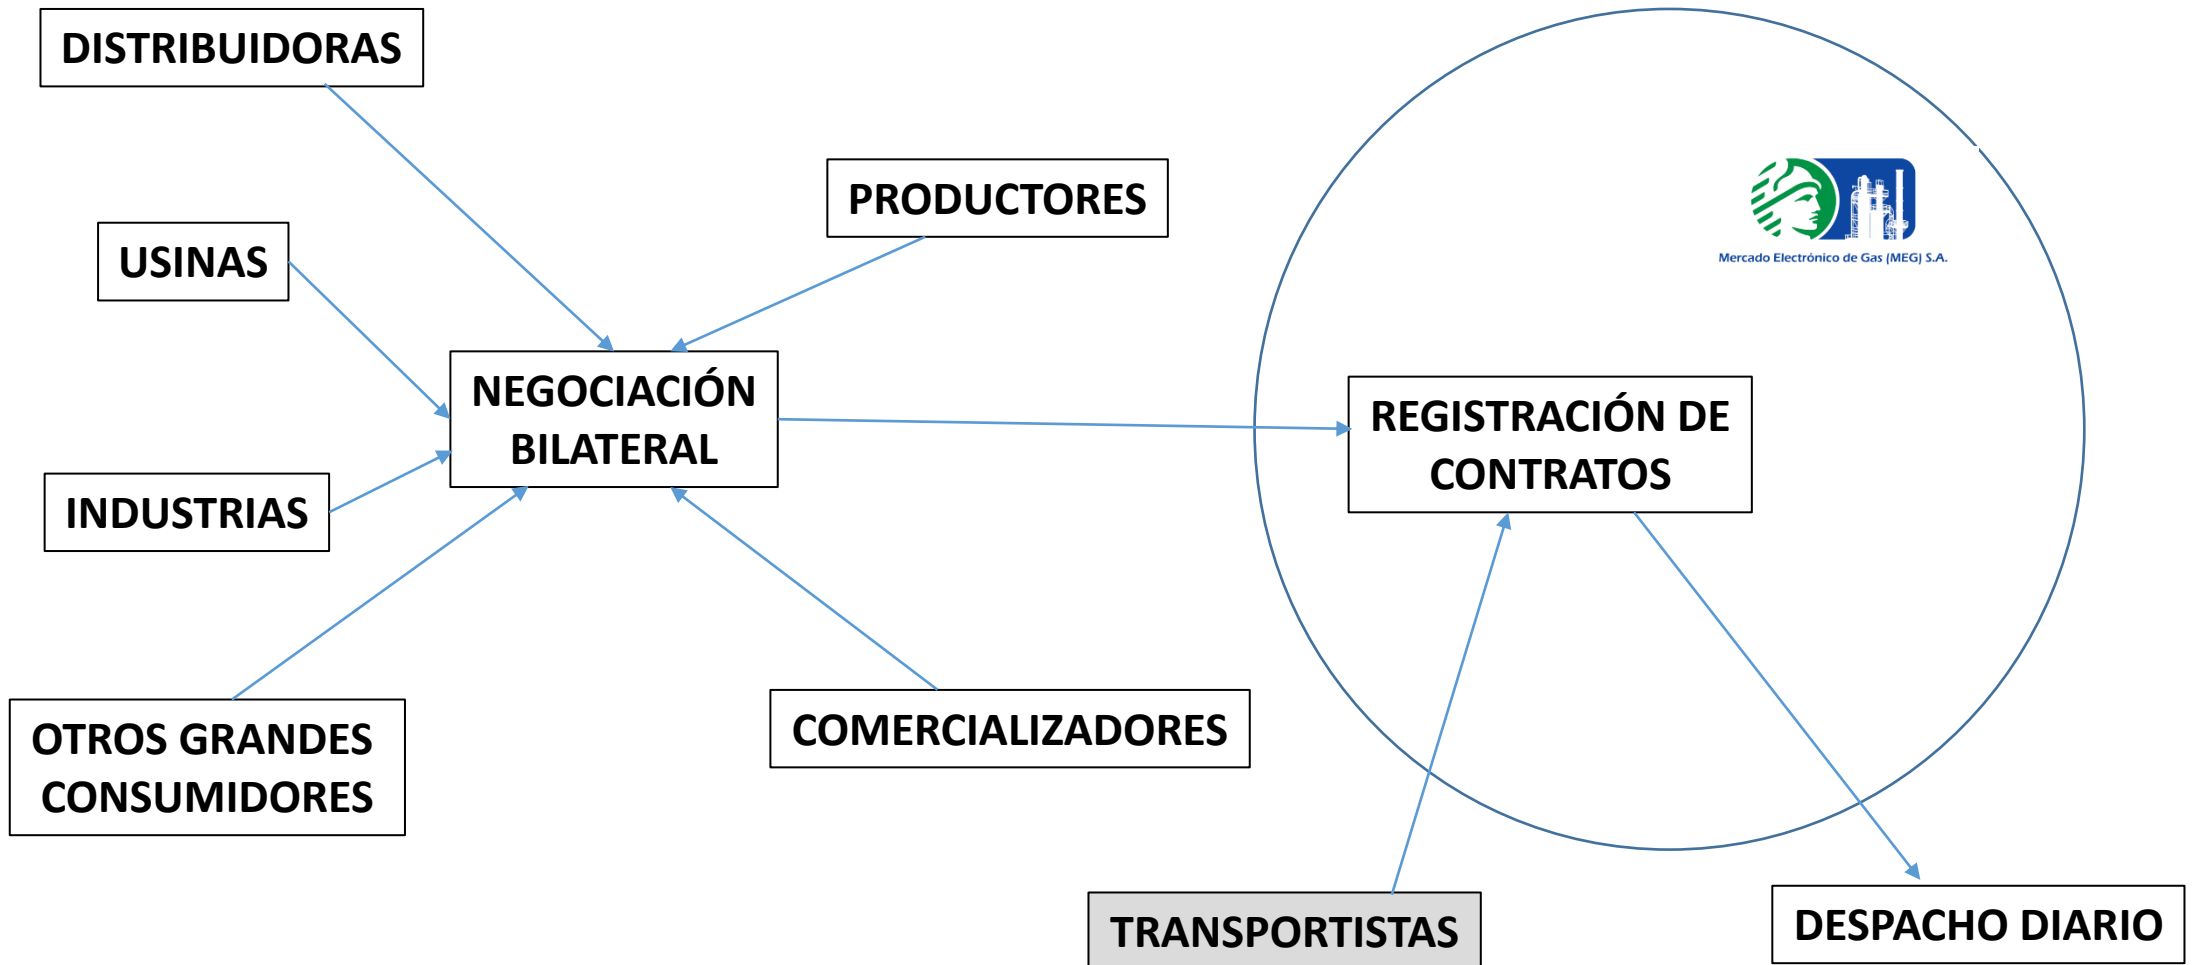 DISTRIBUIDORAS
PRODUCTORES
USINAS
Mercado Electrónico de Gas (MEG) S.A.
NEGOCIACIÓN
BILATERAL
REGISTRACIÓN DE
CONTRATOS
INDUSTRIAS
OTROS GRANDES
CONSUMIDORES
COMERCIALIZADORES
TRANSPORTISTAS
DESPACHO DIARIO